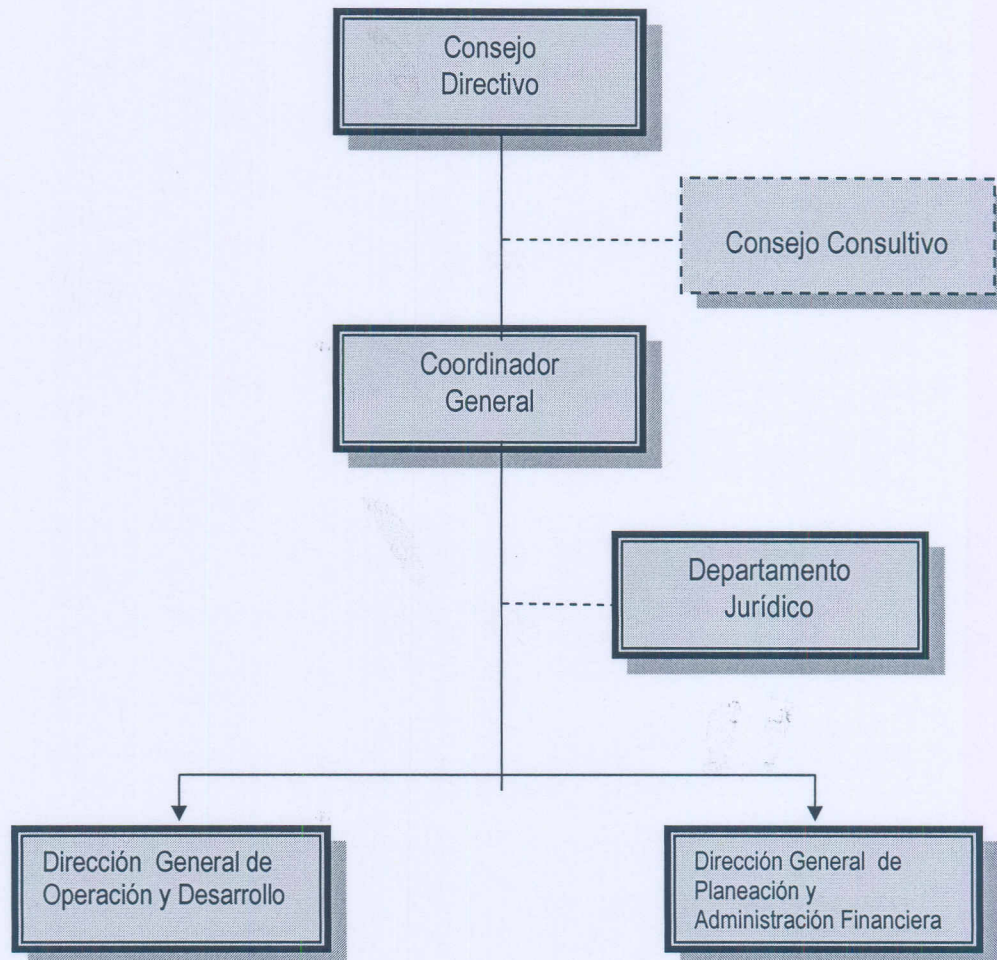 Consejo
Directivo
Consejo Consultivo
Coordinador
General
Departamento
Jurídico
Dirección General de
Operación y Desarrollo
Dirección General de
Planeación y
Administración Financiera